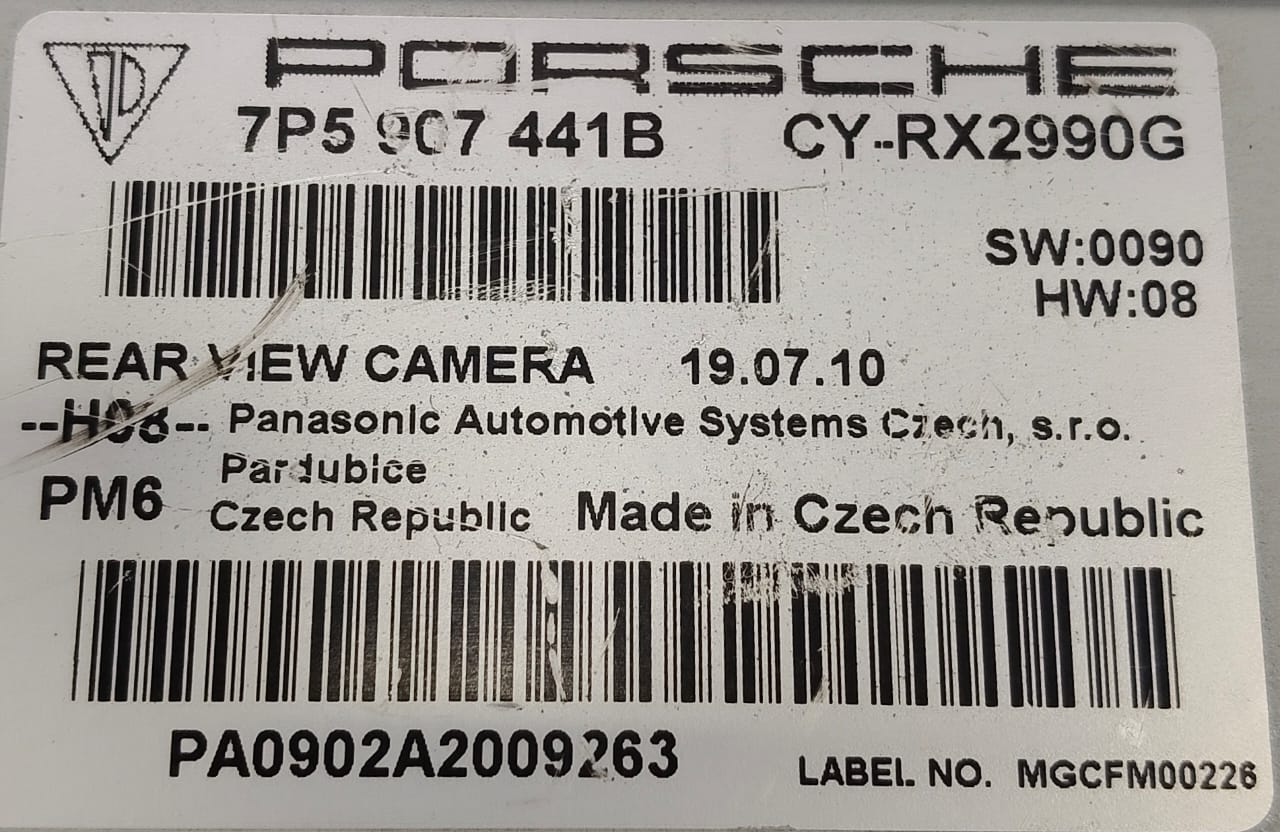 PORSCHE
7P5 907 441B CY-RX2990G
SW:0090
HW:08
REAR VIEW CAMERA 19.07.10
--H08-- Panasonic Automotive Systems Czech, s.r.o.
Pardubice
PM6 Czech Republic Made in Czech Republic
PA0902A2009263
LABEL NO. MGCFM00226